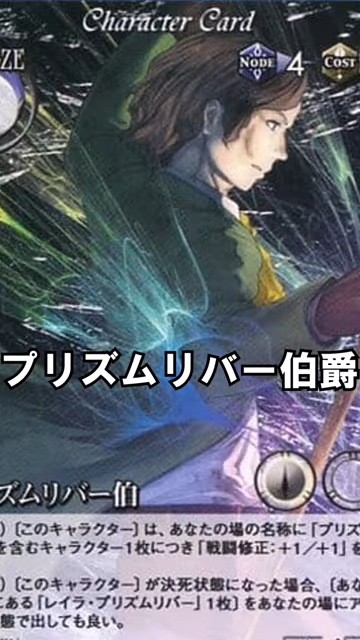 Character Card
ZE
NODE 4 COST
プリズムリバー伯爵
ズムリバー伯
）〔このキャラクター〕は、あなたの場の名称に「プリズ
を含むキャラクター1枚につき「戦闘修正：+1／+1」を
）〔このキャラクター〕が決死状態になった場合、〔あな
にある「レイラ・プリズムリバー」1枚〕をあなたの場にア
態で出しても良い。